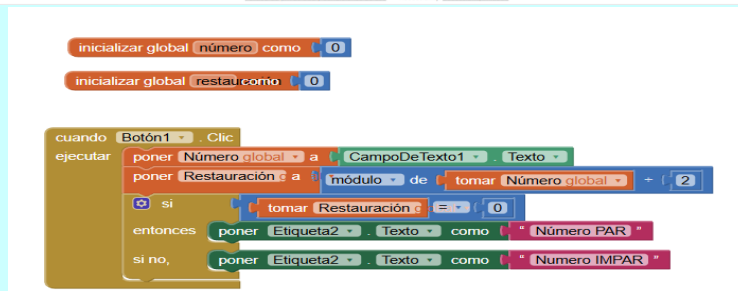 inicializar global número como 0
inicializar global restau como 0
cuando Botón1 . Clic
ejecutar poner Número global a CampoDeTexto1 . Texto
poner Restauración g a módulo de tomar Número global ÷ 2
si tomar Restauración g = 0
entonces poner Etiqueta2 . Texto como " Número PAR) "
si no, poner Etiqueta2 . Texto como " Numero IMPAR) "